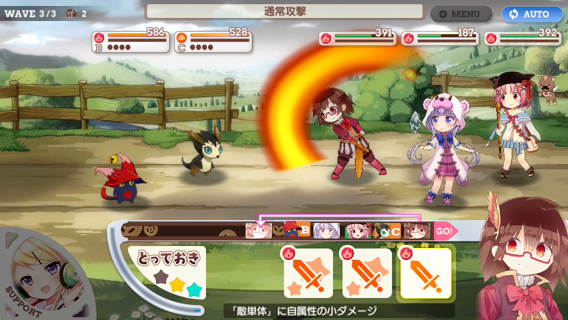 WAVE 3/3 2
通常攻撃
MENU
AUTO
586
B
528
C
391
187
392
B
C
GO!
とっておき
SUPPORT
「敵単体」に自属性の小ダメージ